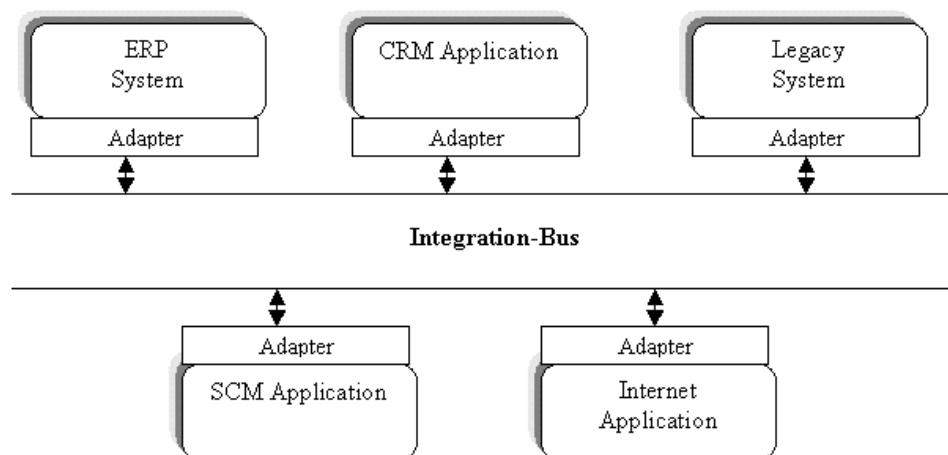 ERP
System
CRM Application
Legacy
System
Adapter
Adapter
Adapter
Integration-Bus
Adapter
Adapter
SCM Application
Internet
Application